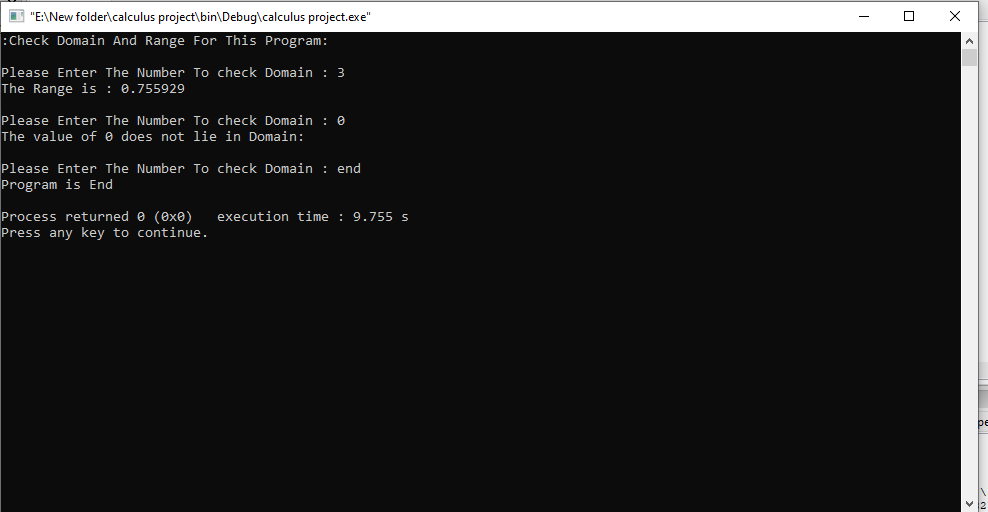 "E:\New folder\calculus project\bin\Debug\calculus project.exe"
:Check Domain And Range For This Program:
Please Enter The Number To check Domain : 3
The Range is : 0.755929
Please Enter The Number To check Domain : 0
The value of 0 does not lie in Domain:
Please Enter The Number To check Domain : end
Program is End
Process returned 0 (0x0)   execution time : 9.755 s
Press any key to continue.